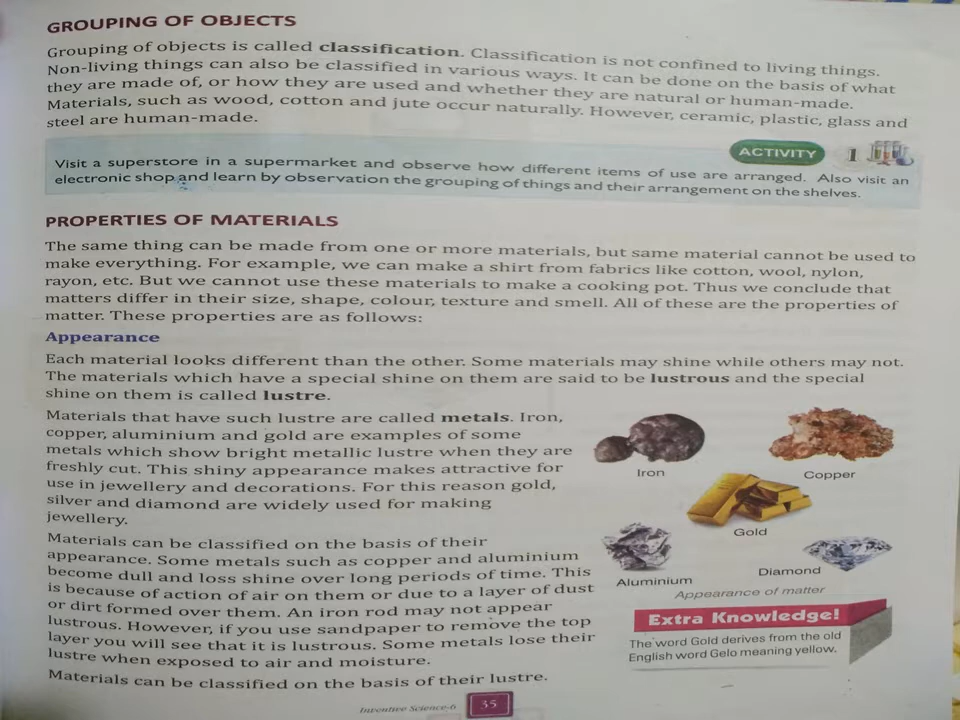 GROUPING OF OBJECTS
Grouping of objects is called classification. Classification is not confined to living things.
Non-living things can also be classified in various ways. It can be done on the basis of what
they are made of, or how they are used and whether they are natural or human-made.
Materials, such as wood, cotton and jute occur naturally. However, ceramic, plastic, glass and
steel are human-made.
ACTIVITY 1
Visit a superstore in a supermarket and observe how different items of use are arranged. Also visit an
electronic shop and learn by observation the grouping of things and their arrangement on the shelves.
PROPERTIES OF MATERIALS
The same thing can be made from one or more materials, but same material cannot be used to
make everything. For example, we can make a shirt from fabrics like cotton, wool, nylon,
rayon, etc. But we cannot use these materials to make a cooking pot. Thus we conclude that
matters differ in their size, shape, colour, texture and smell. All of these are the properties of
matter. These properties are as follows:
Appearance
Each material looks different than the other. Some materials may shine while others may not.
The materials which have a special shine on them are said to be lustrous and the special
shine on them is called lustre.
Materials that have such lustre are called metals. Iron,
copper, aluminium and gold are examples of some
metals which show bright metallic lustre when they are
freshly cut. This shiny appearance makes attractive for
use in jewellery and decorations. For this reason gold,
silver and diamond are widely used for making
jewellery.
Materials can be classified on the basis of their
appearance. Some metals such as copper and aluminium
become dull and loss shine over long periods of time. This
is because of action of air on them or due to a layer of dust
or dirt formed over them. An iron rod may not appear
lustrous. However, if you use sandpaper to remove the top
layer you will see that it is lustrous. Some metals lose their
lustre when exposed to air and moisture.
Materials can be classified on the basis of their lustre.
Iron
Copper
Gold
Aluminium
Diamond
Appearance of matter
Extra Knowledge!
The word Gold derives from the old
English word Gelo meaning yellow.
Inventive Science-6
35